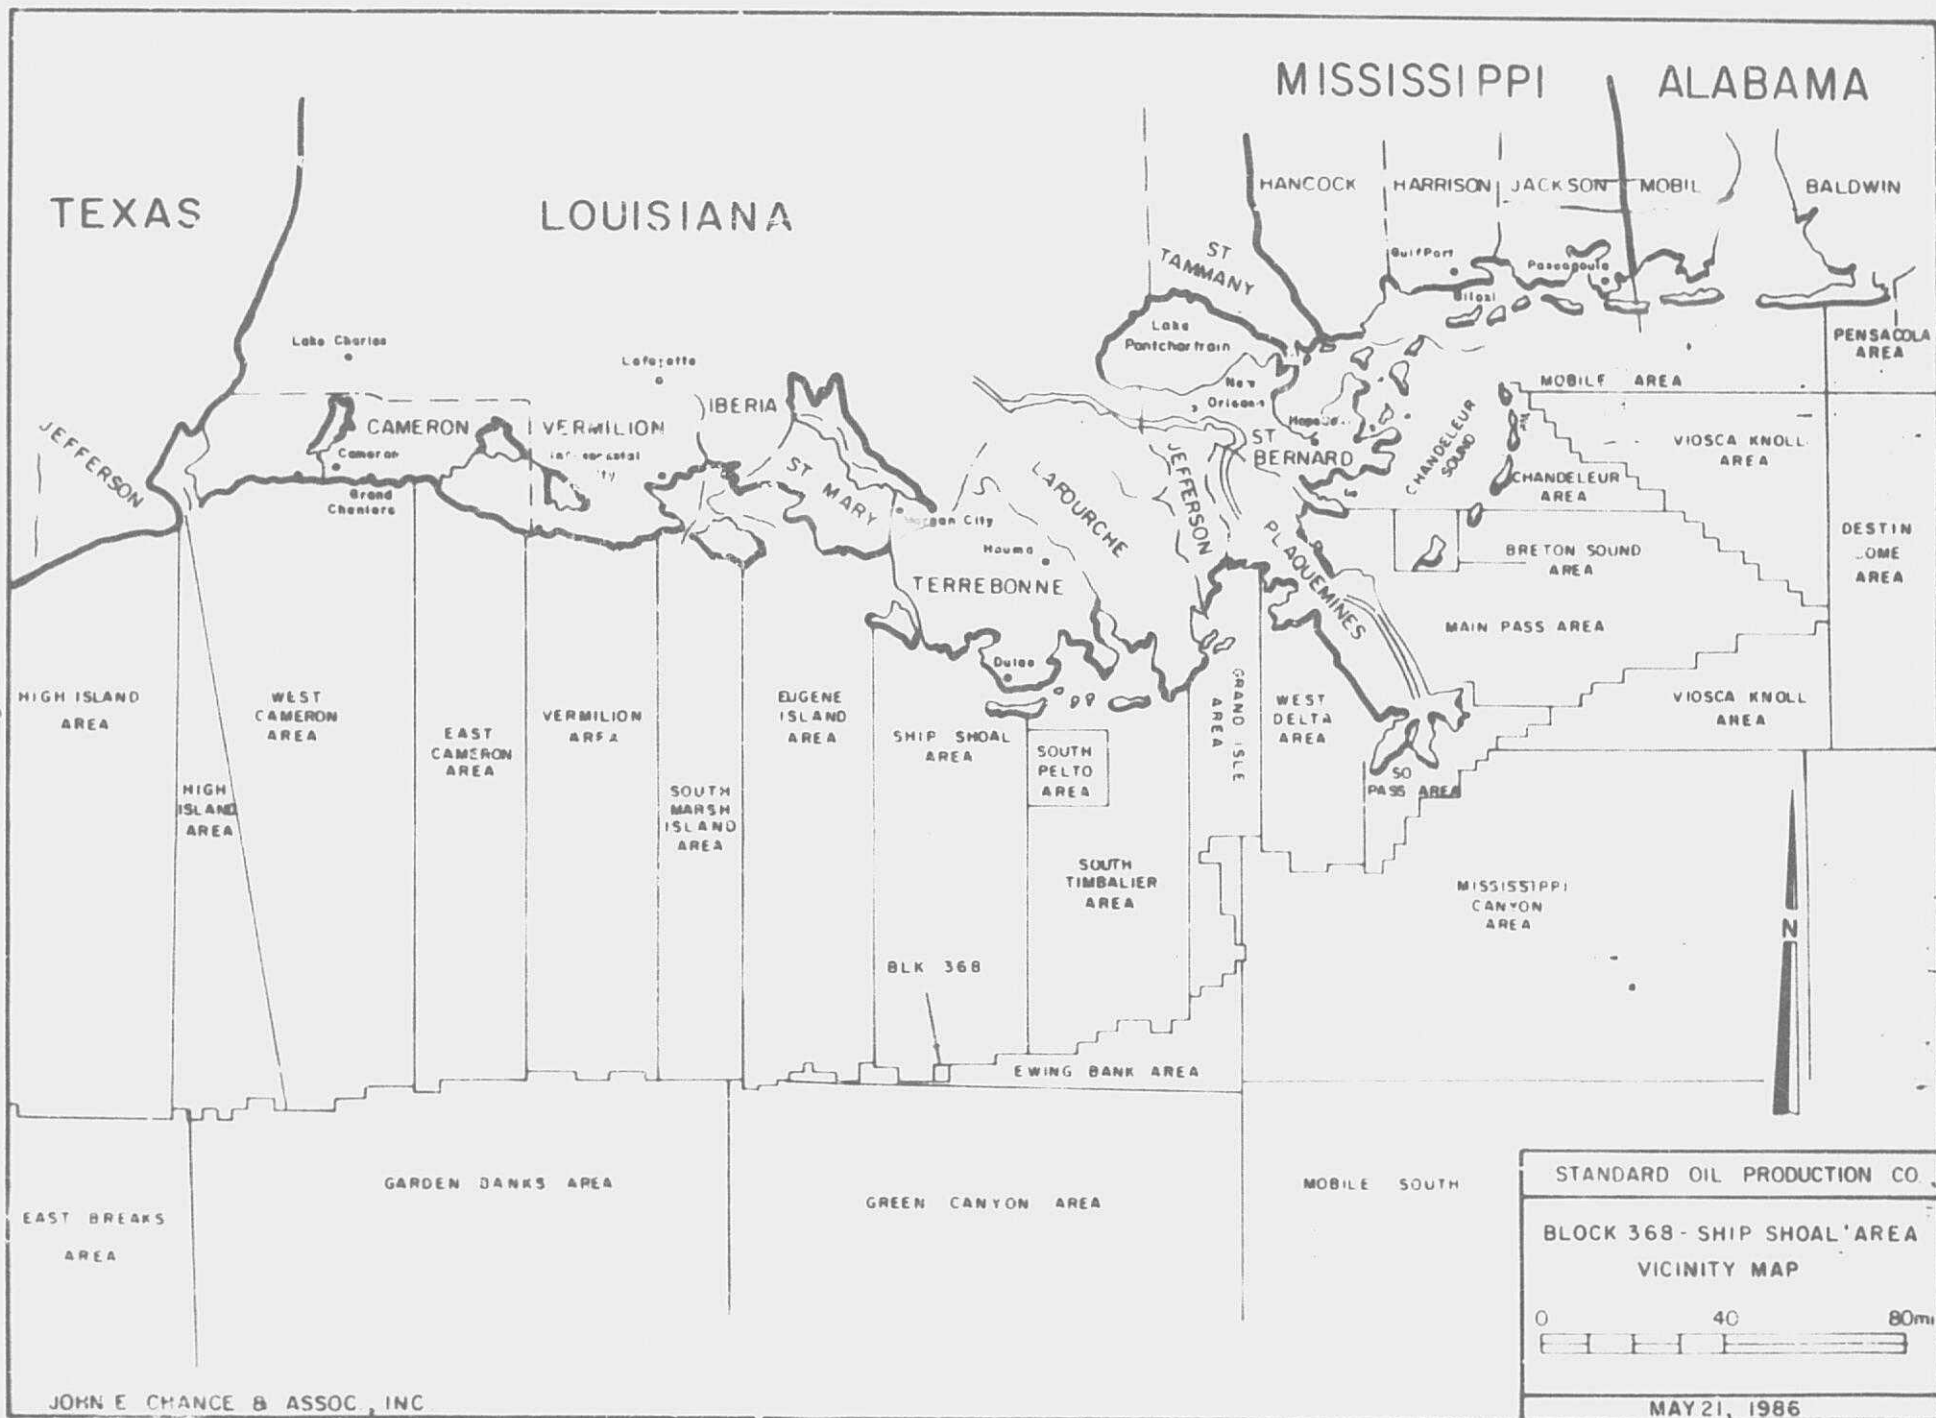 MISSISSIPPI
ALABAMA
TEXAS
LOUISIANA
HANCOCK
HARRISON
JACKSON
MOBIL
BALDWIN
ST
TAMMANY
GulfPort
Pascagoula
Biloxi
Lake Charles
Lafayette
Lake
Pontchartrain
New
Orleans
PENSACOLA
AREA
MOBILE AREA
JEFFERSON
CAMERON
Cameron
Grand
Cheniere
VERMILION
City
IBERIA
ST MARY
Morgan City
Houma
TERREBONNE
Dulac
LAFOURCHE
JEFFERSON
ST
BERNARD
PLAQUEMINES
CHANDELEUR
SOUND
CHANDELEUR
AREA
VIOSCA KNOLL
AREA
BRETON SOUND
AREA
DESTIN
OME
AREA
MAIN PASS AREA
VIOSCA KNOLL
AREA
HIGH ISLAND
AREA
HIGH
ISLAND
AREA
WEST
CAMERON
AREA
EAST
CAMERON
AREA
VERMILION
AREA
SOUTH
MARSH
ISLAND
AREA
EUGENE
ISLAND
AREA
SHIP SHOAL
AREA
SOUTH
PELTO
AREA
SOUTH
TIMBALIER
AREA
GRAND ISLE
AREA
WEST
DELTA
AREA
SO
PASS AREA
MISSISSIPPI
CANYON
AREA
N
BLK 368
EWING BANK AREA
EAST BREAKS
AREA
GARDEN BANKS AREA
GREEN CANYON AREA
MOBILE SOUTH
STANDARD OIL PRODUCTION CO.
BLOCK 368 - SHIP SHOAL AREA
VICINITY MAP
0 40 80mi
MAY 21, 1986
JOHN E CHANCE & ASSOC., INC